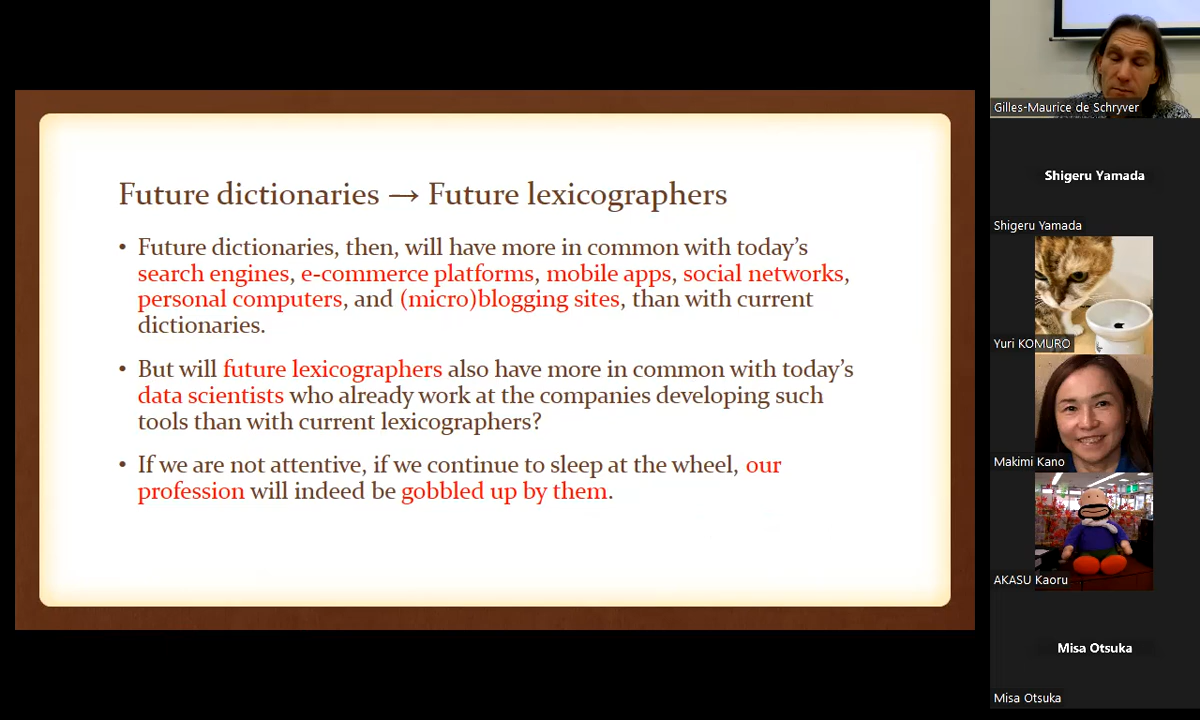 Future dictionaries → Future lexicographers
• Future dictionaries, then, will have more in common with today’s
search engines, e-commerce platforms, mobile apps, social networks,
personal computers, and (micro)blogging sites, than with current
dictionaries.
• But will future lexicographers also have more in common with today’s
data scientists who already work at the companies developing such
tools than with current lexicographers?
• If we are not attentive, if we continue to sleep at the wheel, our
profession will indeed be gobbled up by them.
Gilles-Maurice de Schryver
Shigeru Yamada
Shigeru Yamada
Yuri KOMURO
Makimi Kano
AKASU Kaoru
Misa Otsuka
Misa Otsuka